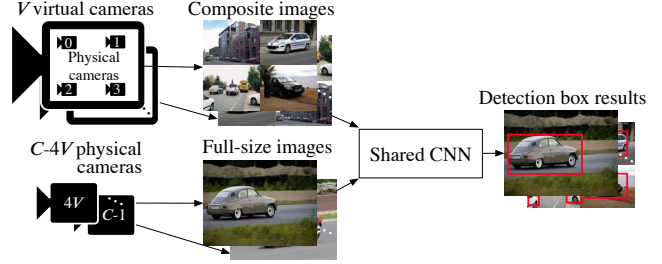 V virtual cameras
Composite images
0
1
Physical
cameras
2
3
Detection box results
C-4V physical
cameras
Full-size images
Shared CNN
4V
C-1